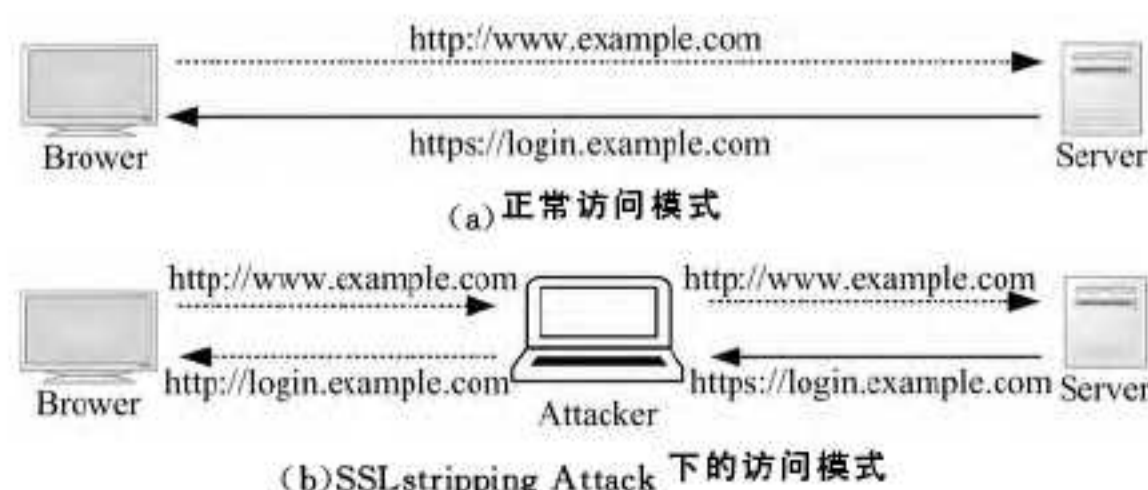 http://www.example.com
https://login.example.com
Brower
Server
(a)正常访问模式
http://www.example.com
http://www.example.com
http://login.example.com
https://login.example.com
Brower
Attacker
Server
(b)SSLstripping Attack 下的访问模式